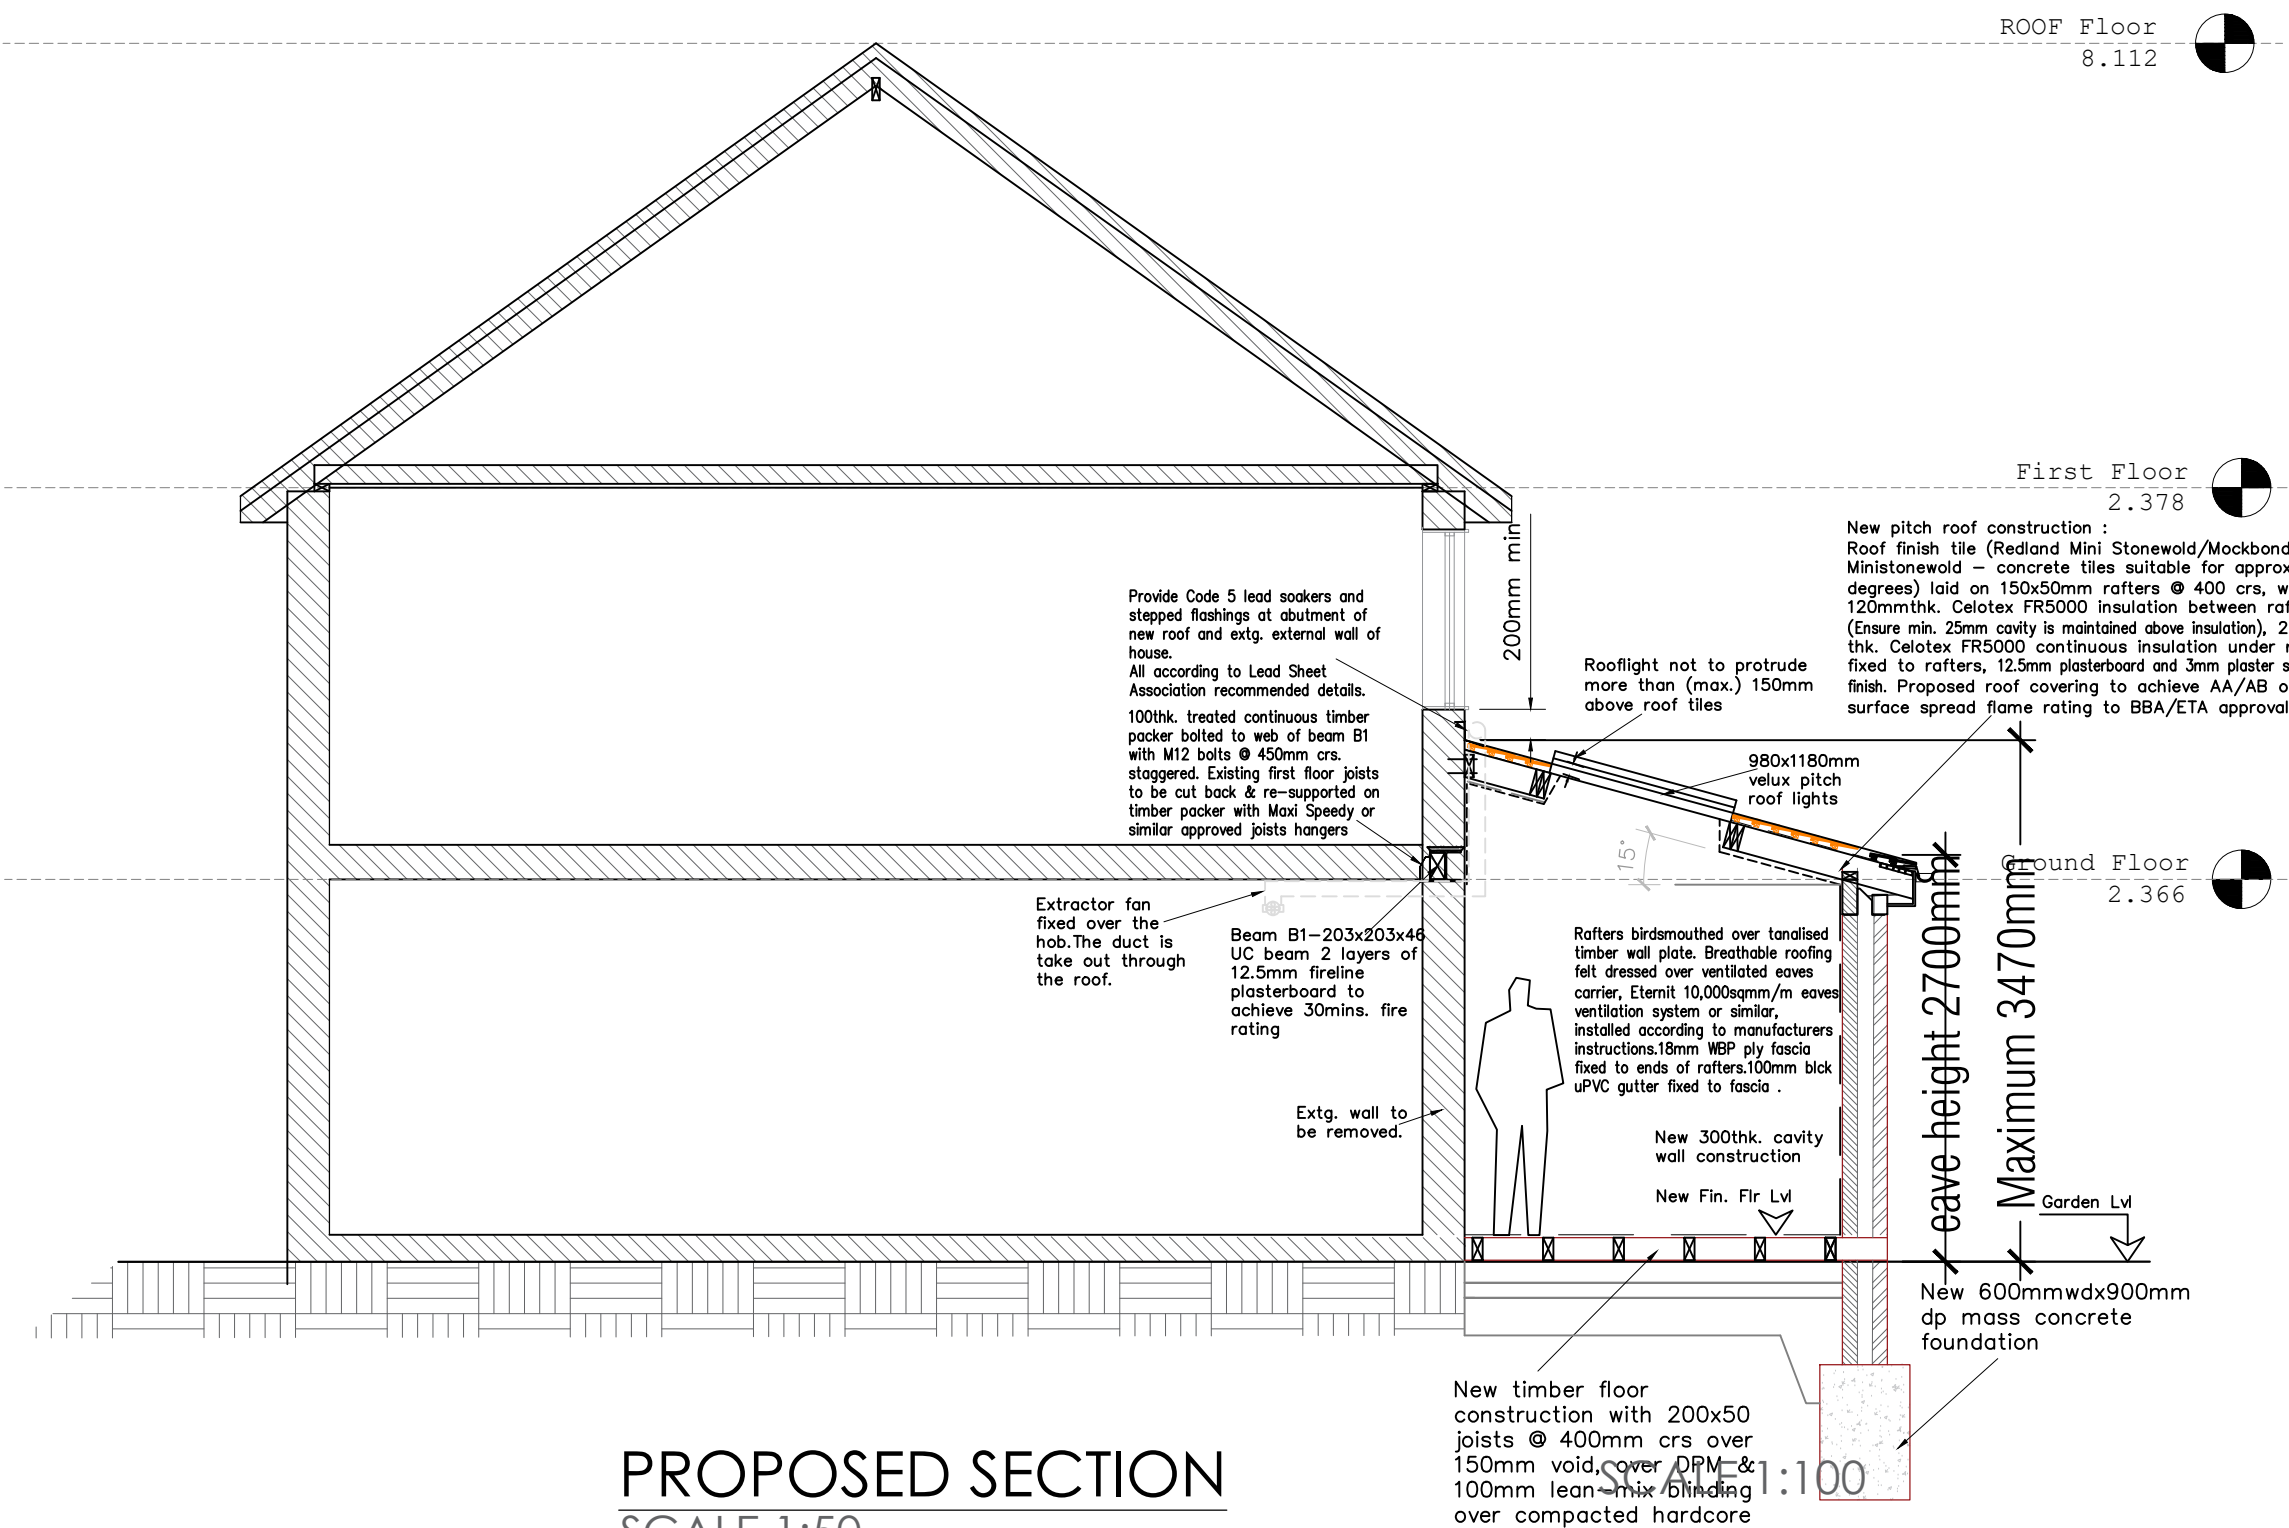 ROOF Floor
8.112
First Floor
2.378
New pitch roof construction :
Roof finish tile (Redland Mini Stonewold/Mockbond
Ministonewold – concrete tiles suitable for approx
degrees) laid on 150x50mm rafters @ 400 crs, w
120mmthk. Celotex FR5000 insulation between raf
(Ensure min. 25mm cavity is maintained above insulation), 2
thk. Celotex FR5000 continuous insulation under r
fixed to rafters, 12.5mm plasterboard and 3mm plaster s
finish. Proposed roof covering to achieve AA/AB o
surface spread flame rating to BBA/ETA approval
200mm min
Provide Code 5 lead soakers and
stepped flashings at abutment of
new roof and extg. external wall of
house.
All according to Lead Sheet
Association recommended details.
100thk. treated continuous timber
packer bolted to web of beam B1
with M12 bolts @ 450mm crs.
staggered. Existing first floor joists
to be cut back & re-supported on
timber packer with Maxi Speedy or
similar approved joists hangers
Rooflight not to protrude
more than (max.) 150mm
above roof tiles
980x1180mm
velux pitch
roof lights
15°
Ground Floor
2.366
Extractor fan
fixed over the
hob.The duct is
take out through
the roof.
Beam B1-203x203x46
UC beam 2 layers of
12.5mm fireline
plasterboard to
achieve 30mins. fire
rating
Rafters birdsmouthed over tanalised
timber wall plate. Breathable roofing
felt dressed over ventilated eaves
carrier, Eternit 10,000sqmm/m eaves
ventilation system or similar,
installed according to manufacturers
instructions.18mm WBP ply fascia
fixed to ends of rafters.100mm blck
uPVC gutter fixed to fascia .
eave height 2700mm
Maximum 3470mm
Extg. wall to
be removed.
New 300thk. cavity
wall construction
New Fin. Flr Lvl
Garden Lvl
New 600mmwdx900mm
dp mass concrete
foundation
New timber floor
construction with 200x50
joists @ 400mm crs over
150mm void, over DPM &
100mm lean-mix blinding
over compacted hardcore
SCALE 1:100
PROPOSED SECTION
SCALE 1:50